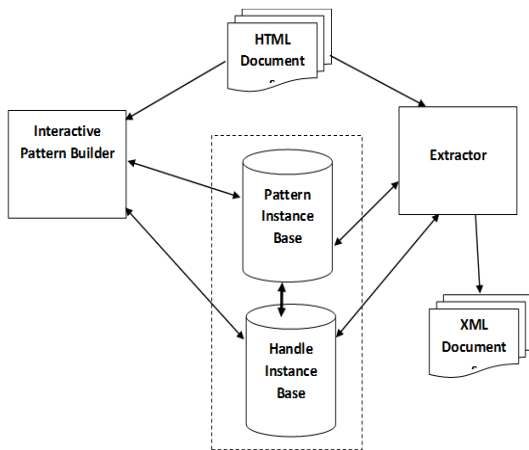 HTML
Document
Interactive
Pattern Builder
Extractor
Pattern
Instance
Base
Handle
Instance
Base
XML
Document